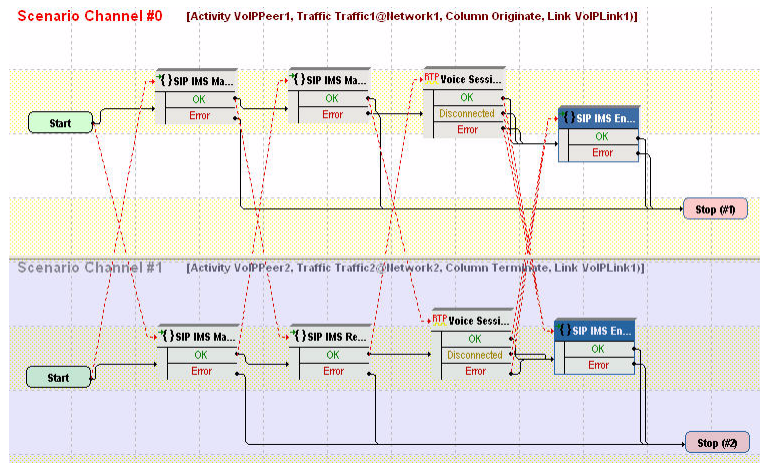 Scenario Channel #0 [Activity VoIPPeer1, Traffic Traffic1@Network1, Column Originate, Link VoIPLink1)]
SIP IMS Ma... SIP IMS Ma... RTP Voice Sessi...
OK OK OK
Error Error Disconnected
Error
Start
SIP IMS En...
OK
Error
Stop (#1)
Scenario Channel #1 [Activity VoIPPeer2, Traffic Traffic2@Network2, Column Terminate, Link VoIPLink1)]
SIP IMS Ma... SIP IMS Re... RTP Voice Sessi...
OK OK OK
Error Error Disconnected
Error
Start
SIP IMS En...
OK
Error
Stop (#2)